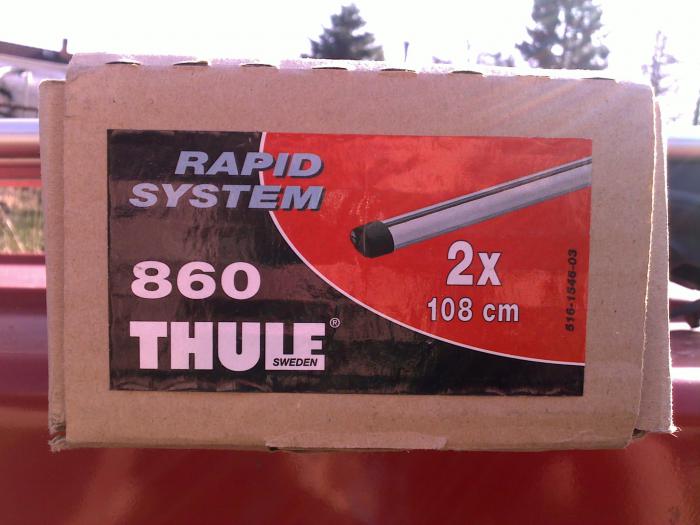 RAPID
SYSTEM
860
THULE®
SWEDEN
2x
108 cm
516-1546-03